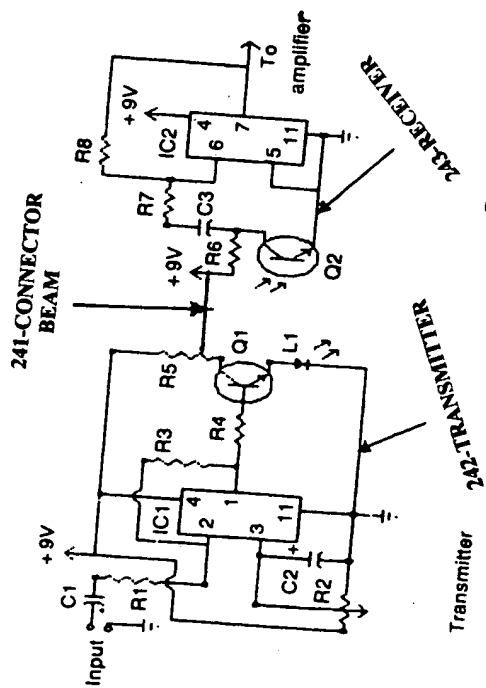 241-CONNECTOR
BEAM
Input
C1
+9V
R1
IC1
2
4
3
1
11
C2
+
R2
R3
R4
R5
Q1
L1
+9V
R6
C3
R7
R8
Q2
IC2
+9V
6
4
5
7
11
To
amplifier
Transmitter
242-TRANSMITTER
243-RECEIVER